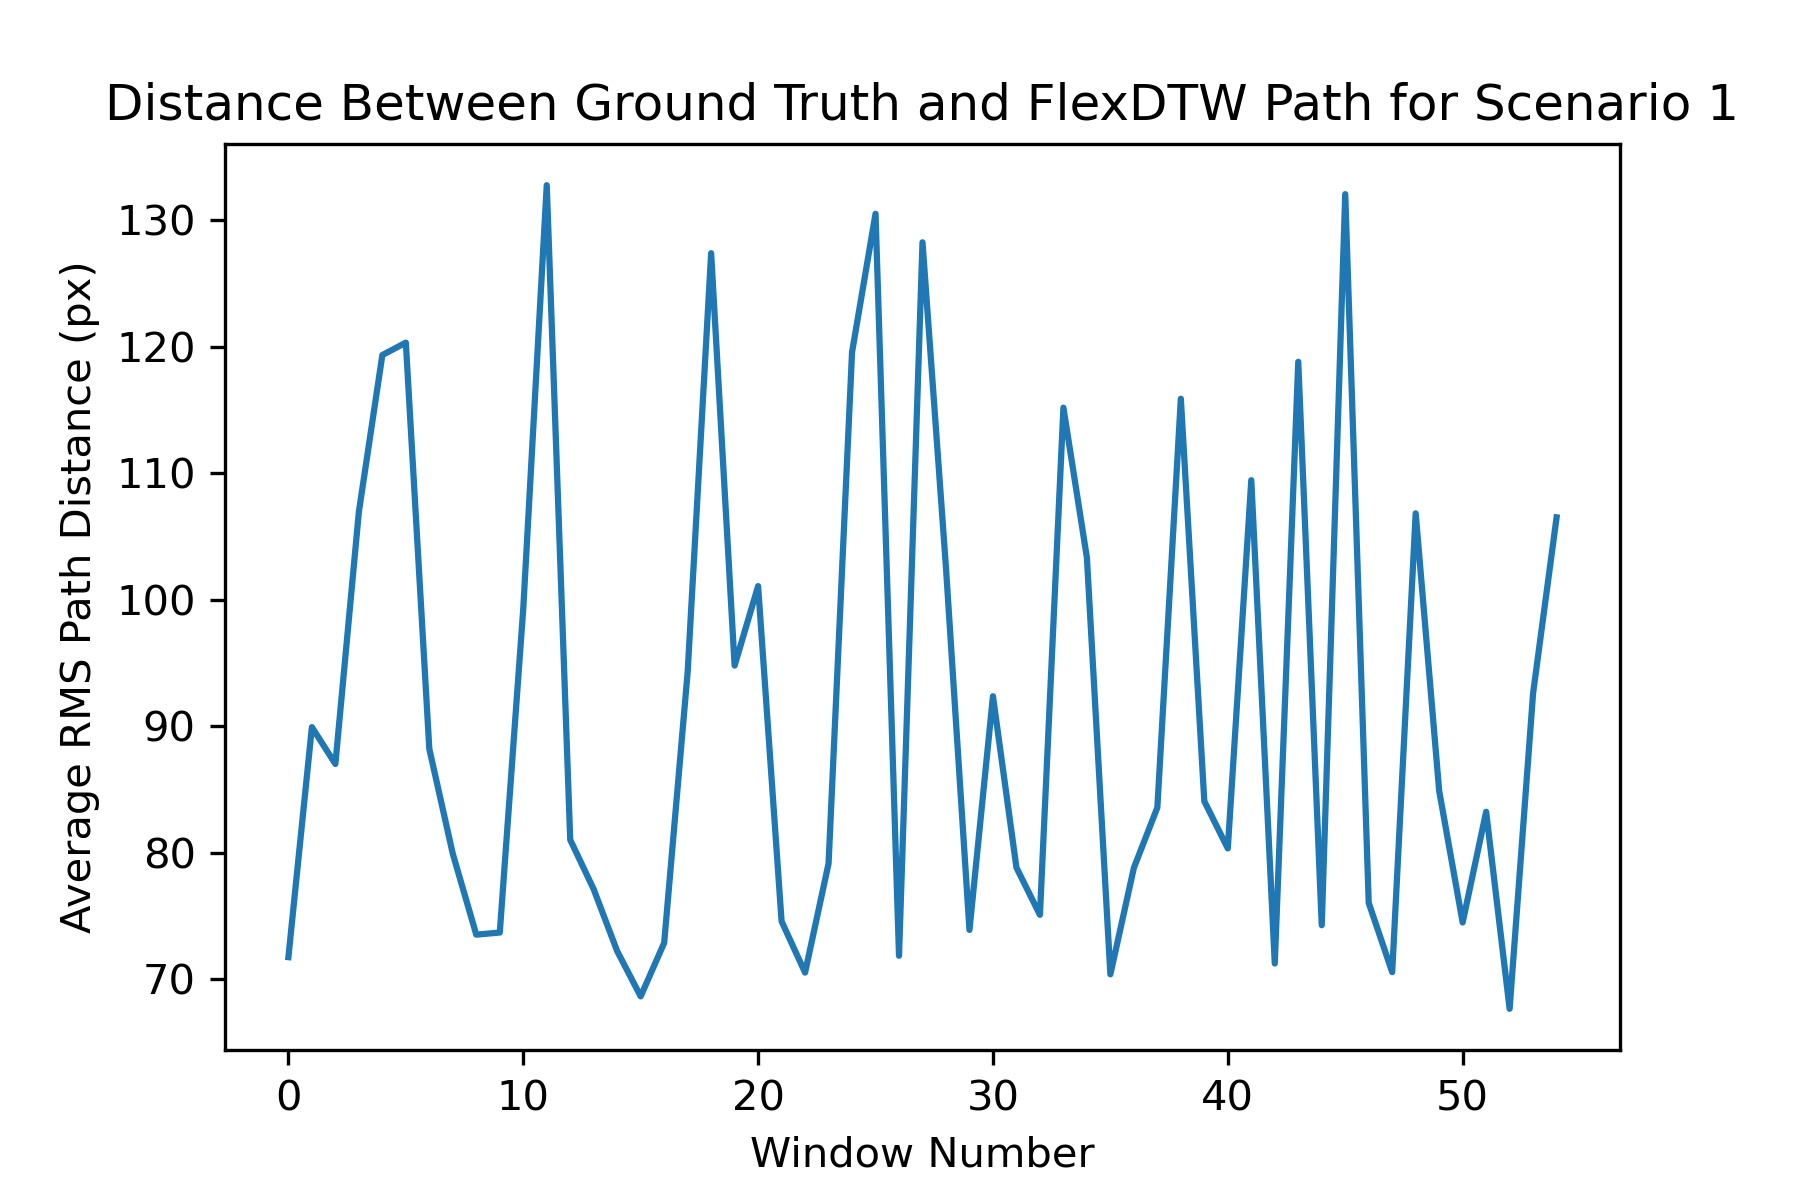 Distance Between Ground Truth and FlexDTW Path for Scenario 1
Average RMS Path Distance (px)
130
120
110
100
90
80
70
0 10 20 30 40 50
Window Number